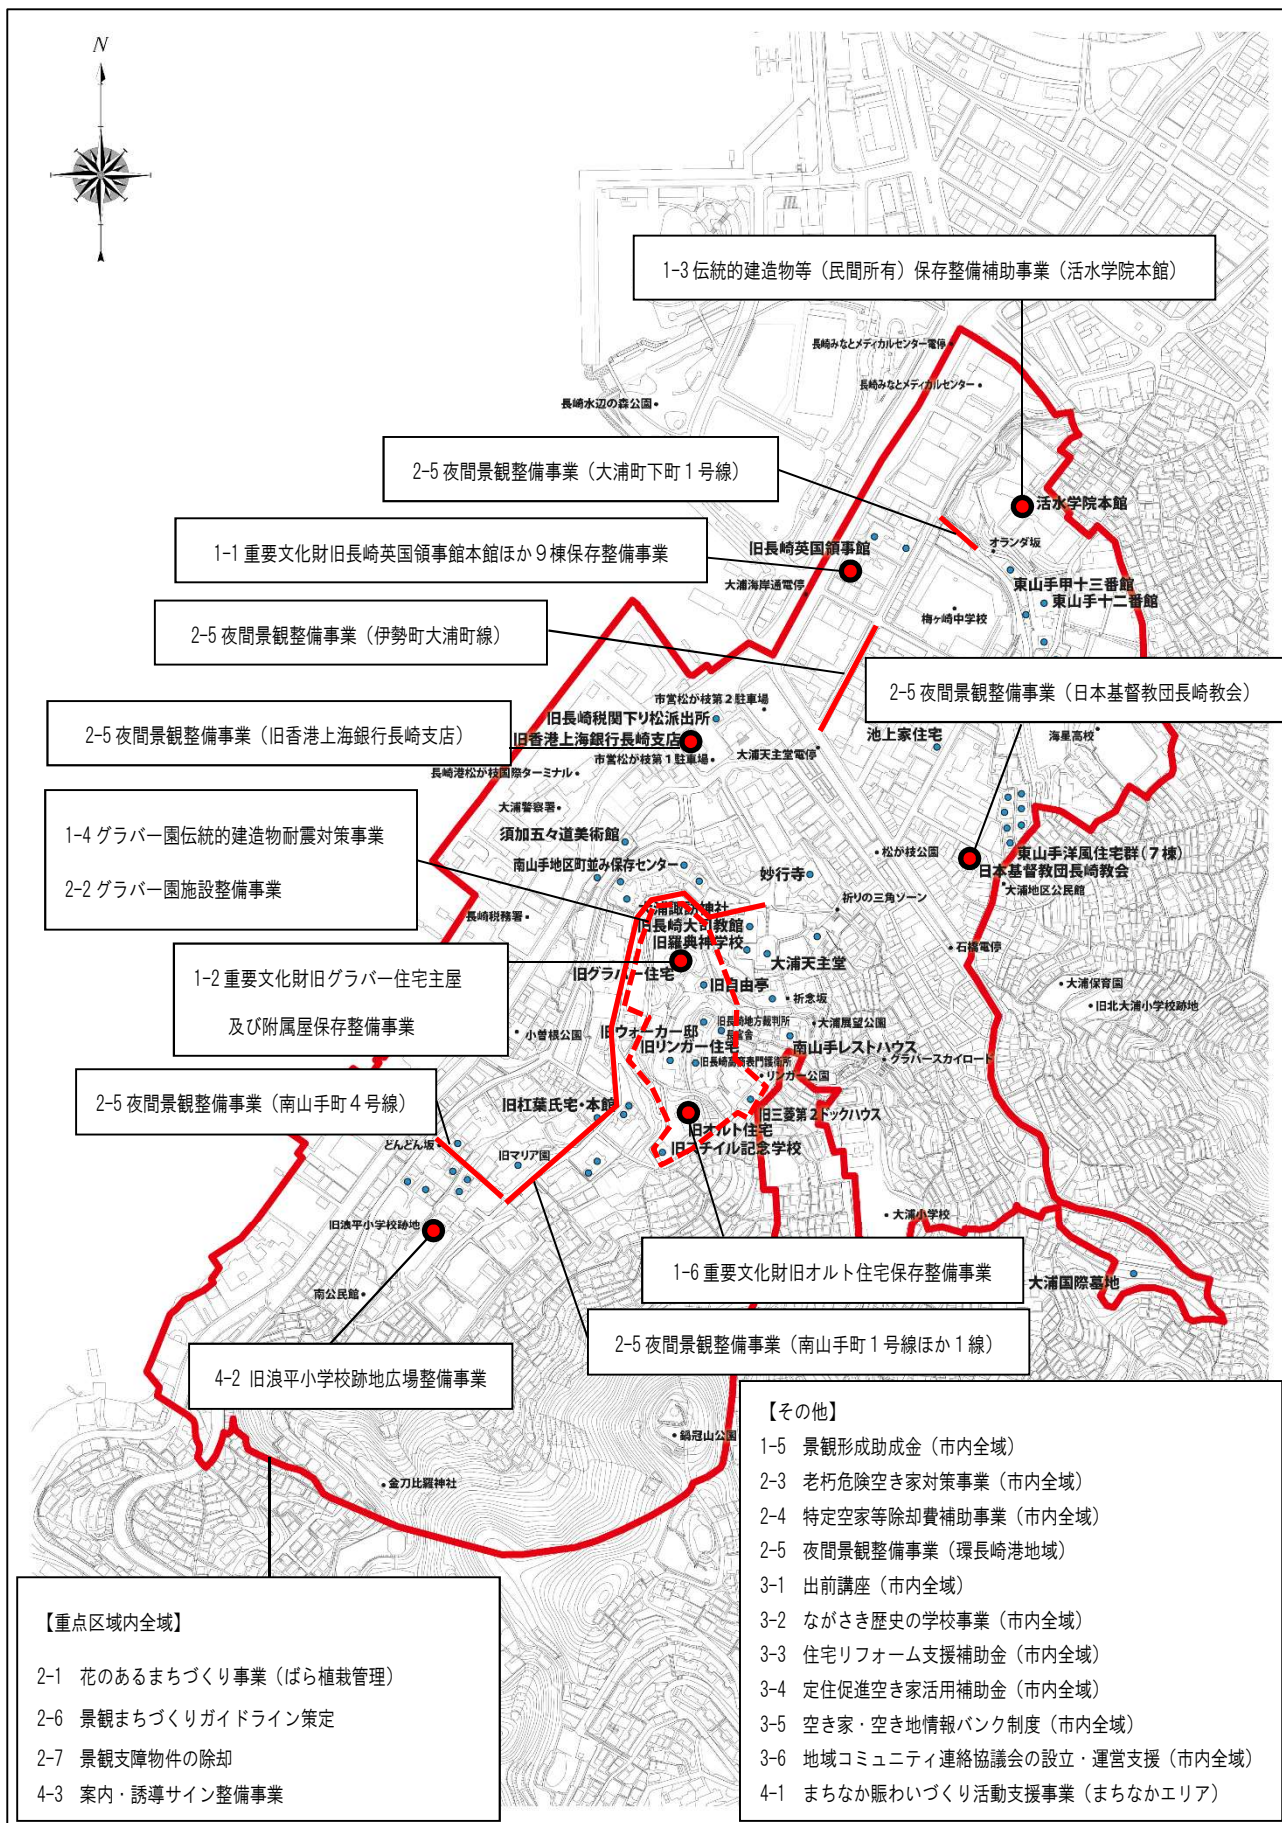 N
1-3 伝統的建造物等（民間所有）保存整備補助事業（活水学院本館）
長崎みなとメディカルセンター電停
長崎みなとメディカルセンター
長崎水辺の森公園
2-5 夜間景観整備事業（大浦町下町１号線）
活水学院本館
1-1 重要文化財旧長崎英国領事館本館ほか９棟保存整備事業
旧長崎英国領事館
オランダ坂
大浦海岸通電停
東山手甲十三番館
東山手十二番館
梅ヶ崎中学校
2-5 夜間景観整備事業（伊勢町大浦町線）
2-5 夜間景観整備事業（日本基督教団長崎教会）
市営松が枝第２駐車場
旧長崎税関下り松派出所
2-5 夜間景観整備事業（旧香港上海銀行長崎支店）
旧香港上海銀行長崎支店
池上家住宅
海星高校
大浦天主堂電停
市営松が枝第１駐車場
長崎港松が枝国際ターミナル
大浦警察署
1-4 グラバー園伝統的建造物耐震対策事業
2-2 グラバー園施設整備事業
須加五々道美術館
松が枝公園
東山手洋風住宅群（７棟）
南山手地区町並み保存センター
妙行寺
日本基督教団長崎教会
大浦地区公民館
祈りの三角ゾーン
大浦諏訪神社
長崎税務署
旧長崎大司教館
旧羅典神学校
石橋電停
1-2 重要文化財旧グラバー住宅主屋
及び附属屋保存整備事業
旧グラバー住宅
大浦天主堂
旧自由亭
祈念坂
大浦保育園
旧北大浦小学校跡地
小曽根公園
旧ウォーカー邸
旧長崎地方裁判所
長官舎
大浦展望公園
旧リンガー住宅
南山手レストハウス
旧長崎高商表門護衛所
グラバースカイロード
リンガー公園
2-5 夜間景観整備事業（南山手町４号線）
旧杠葉氏宅・本館
旧三菱第２ドックハウス
旧オルト住宅
どんどん坂
旧マリア園
旧スチイル記念学校
旧浪平小学校跡地
大浦小学校
1-6 重要文化財旧オルト住宅保存整備事業
大浦国際墓地
南公民館
2-5 夜間景観整備事業（南山手町１号線ほか１線）
4-2 旧浪平小学校跡地広場整備事業
鍋冠山公園
金刀比羅神社
【その他】
1-5 景観形成助成金（市内全域）
2-3 老朽危険空き家対策事業（市内全域）
2-4 特定空家等除却費補助事業（市内全域）
2-5 夜間景観整備事業（環長崎港地域）
3-1 出前講座（市内全域）
3-2 ながさき歴史の学校事業（市内全域）
3-3 住宅リフォーム支援補助金（市内全域）
3-4 定住促進空き家活用補助金（市内全域）
3-5 空き家・空き地情報バンク制度（市内全域）
3-6 地域コミュニティ連絡協議会の設立・運営支援（市内全域）
4-1 まちなか賑わいづくり活動支援事業（まちなかエリア）
【重点区域内全域】
2-1 花のあるまちづくり事業（ばら植栽管理）
2-6 景観まちづくりガイドライン策定
2-7 景観支障物件の除却
4-3 案内・誘導サイン整備事業